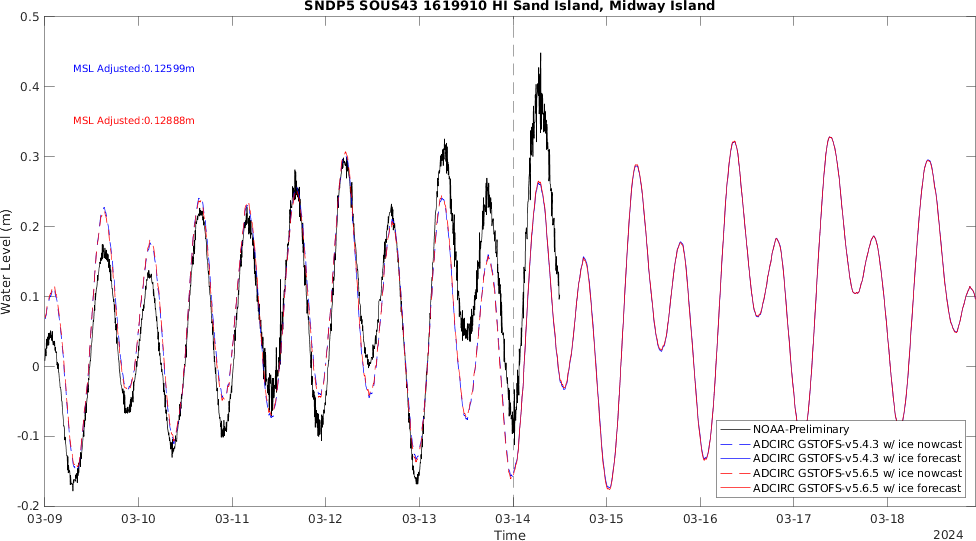 SNDP5 SOUS43 1619910 HI Sand Island, Midway Island
0.5
0.4
0.3
0.2
0.1
0
-0.1
-0.2
Water Level (m)
MSL Adjusted:0.12599m
MSL Adjusted:0.12888m
NOAA-Preliminary
ADCIRC GSTOFS-v5.4.3 w/ ice nowcast
ADCIRC GSTOFS-v5.4.3 w/ ice forecast
ADCIRC GSTOFS-v5.6.5 w/ ice nowcast
ADCIRC GSTOFS-v5.6.5 w/ ice forecast
03-09 03-10 03-11 03-12 03-13 03-14 03-15 03-16 03-17 03-18
Time
2024